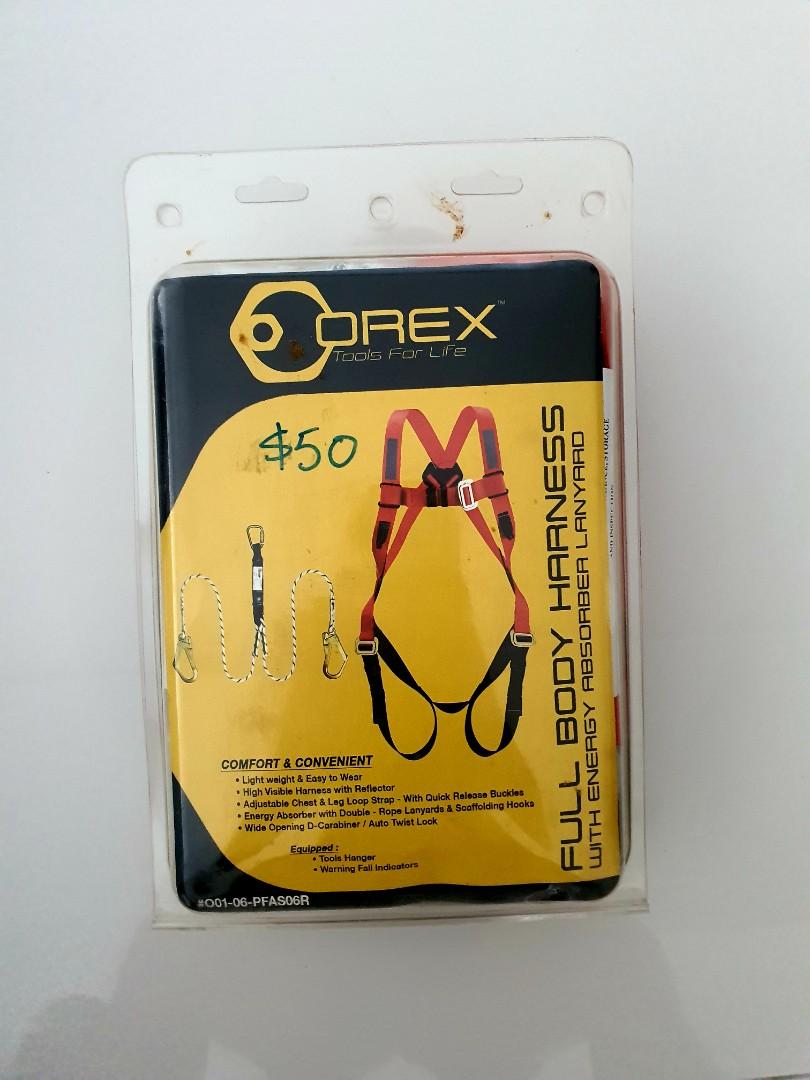 OREX™
Tools For Life
$50
FULL BODY HARNESS
WITH ENERGY ABSORBER LANYARD
COMFORT & CONVENIENT
• Light weight & Easy to Wear
• High Visible Harness with Reflector
• Adjustable Chest & Leg Loop Strap - With Quick Release Buckles
• Energy Absorber with Double - Rope Lanyards & Scaffolding Hooks
• Wide Opening D-Carabiner / Auto Twist Lock
Equipped :
• Tools Hanger
• Warning Fall Indicators
#O01-06-PFAS06R